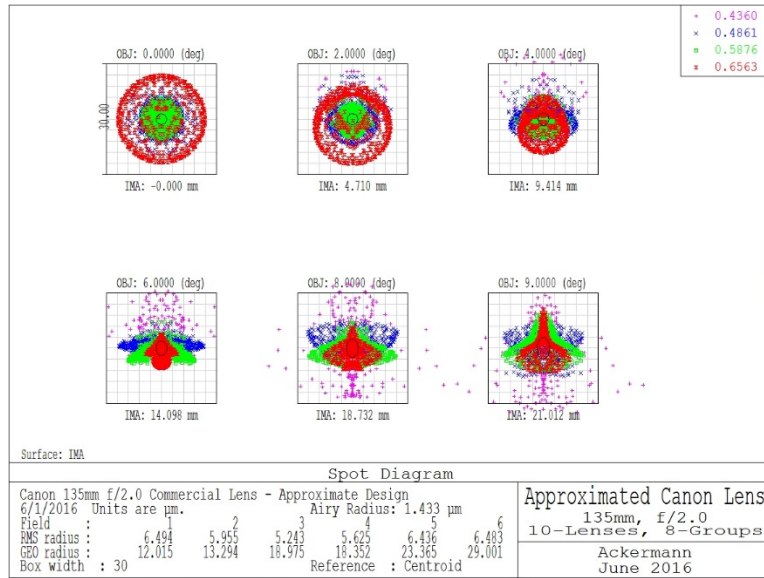 + 0.4360
× 0.4861
0.5876
0.6563
OBJ: 0.0000 (deg)
OBJ: 2.0000 (deg)
OBJ: 4.0000 (deg)
30.00
IMA: -0.000 mm
IMA: 4.710 mm
IMA: 9.414 mm
OBJ: 6.0000 (deg)
OBJ: 8.0000 (deg)
OBJ: 9.0000 (deg)
IMA: 14.098 mm
IMA: 18.732 mm
IMA: 21.012 mm
Surface: IMA
Spot Diagram
Canon 135mm f/2.0 Commercial Lens - Approximate Design
6/1/2016 Units are µm. Airy Radius: 1.433 µm
Field : 1 2 3 4 5 6
RMS radius : 6.494 5.955 5.243 5.625 6.436 6.483
GEO radius : 12.015 13.294 18.975 18.352 23.365 29.001
Box width : 30 Reference : Centroid
Approximated Canon Lens
135mm, f/2.0
10-Lenses, 8-Groups
Ackermann
June 2016